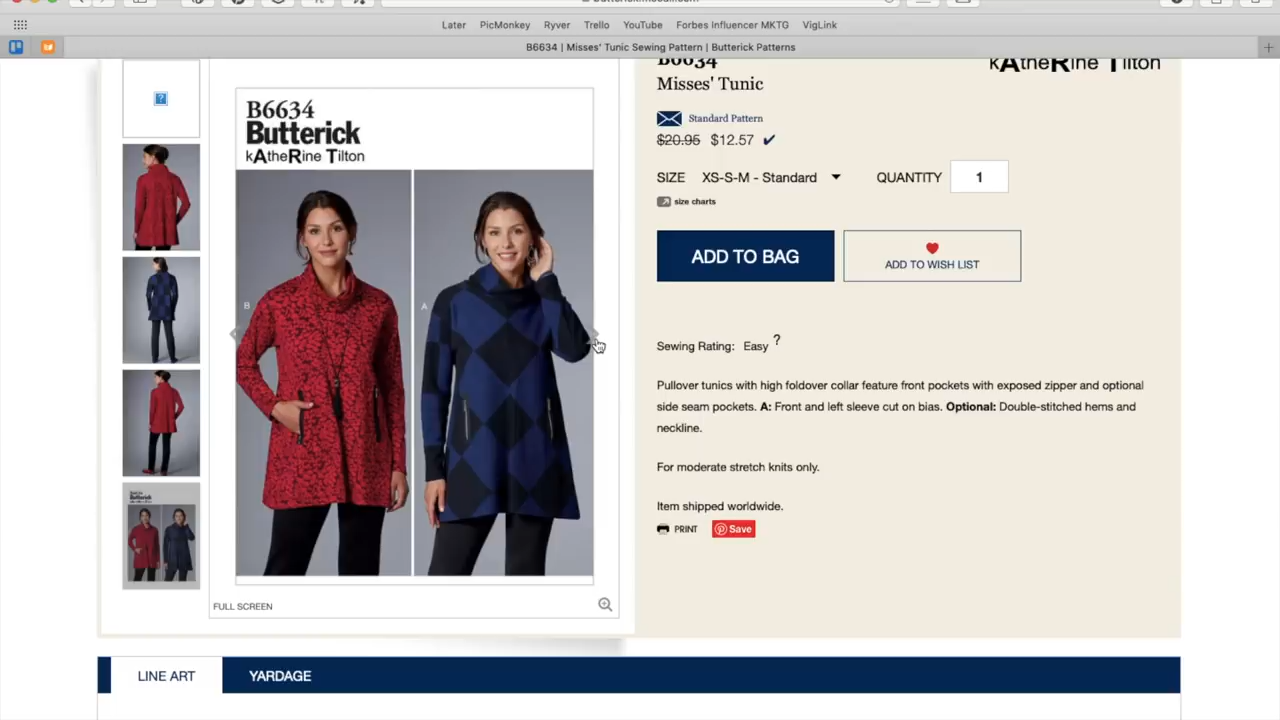 Later PicMonkey Ryver Trello YouTube Forbes Influencer MKTG VigLink
B6634 | Misses' Tunic Sewing Pattern | Butterick Patterns
B6634
kAtheRine Tilton
Misses' Tunic
Standard Pattern
$20.95 $12.57 ✔
SIZE XS-S-M - Standard QUANTITY 1
size charts
ADD TO BAG
ADD TO WISH LIST
B6634
Butterick
kAtheRine Tilton
B
A
Sewing Rating: Easy ?
Pullover tunics with high foldover collar feature front pockets with exposed zipper and optional
side seam pockets. A: Front and left sleeve cut on bias. Optional: Double-stitched hems and
neckline.
For moderate stretch knits only.
Item shipped worldwide.
PRINT Save
FULL SCREEN
LINE ART YARDAGE